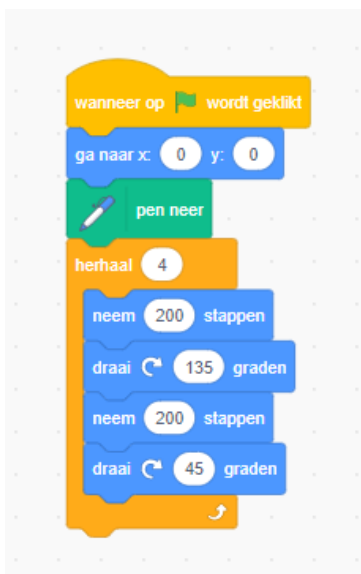 wanneer op wordt geklikt
ga naar x: 0 y: 0
pen neer
herhaal 4
neem 200 stappen
draai 135 graden
neem 200 stappen
draai 45 graden